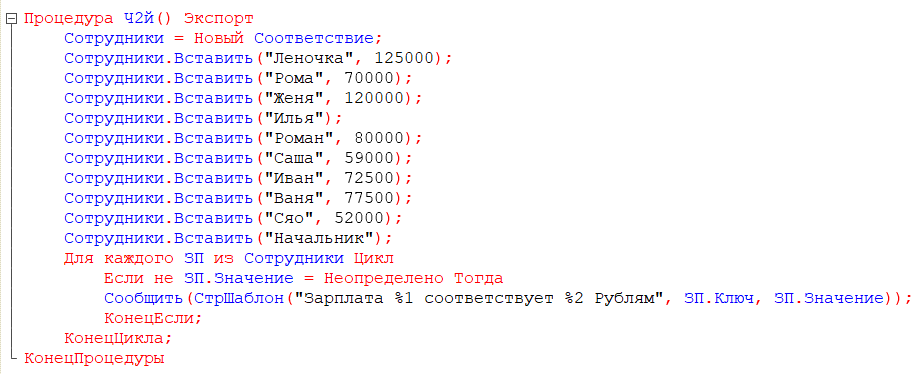 Процедура Ч2й() Экспорт
Сотрудники = Новый Соответствие;
Сотрудники.Вставить("Леночка", 125000);
Сотрудники.Вставить("Рома", 70000);
Сотрудники.Вставить("Женя", 120000);
Сотрудники.Вставить("Илья");
Сотрудники.Вставить("Роман", 80000);
Сотрудники.Вставить("Саша", 59000);
Сотрудники.Вставить("Иван", 72500);
Сотрудники.Вставить("Ваня", 77500);
Сотрудники.Вставить("Сяо", 52000);
Сотрудники.Вставить("Начальник");
Для каждого ЗП из Сотрудники Цикл
Если не ЗП.Значение = Неопределено Тогда
Сообщить(СтрШаблон("Зарплата %1 соответствует %2 Рублям", ЗП.Ключ, ЗП.Значение));
КонецЕсли;
КонецЦикла;
КонецПроцедуры